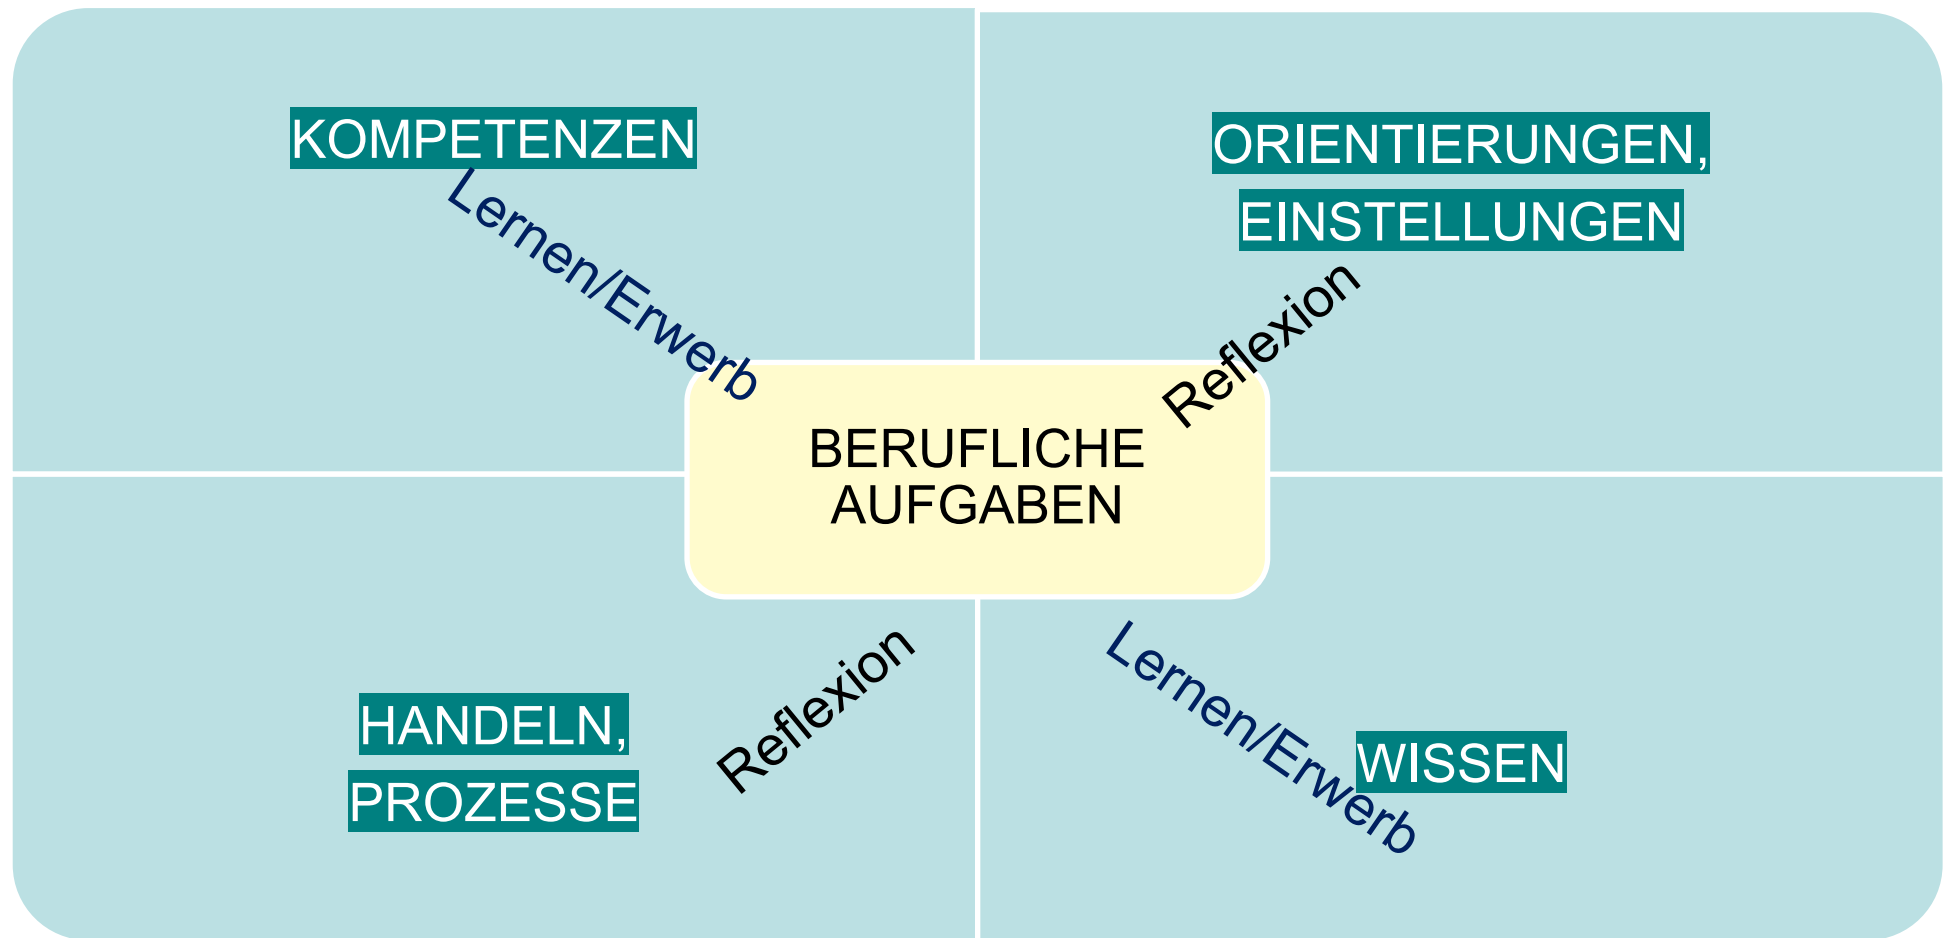 KOMPETENZEN
ORIENTIERUNGEN,
EINSTELLUNGEN
Lernen/Erwerb
Reflexion
BERUFLICHE
AUFGABEN
HANDELN,
PROZESSE
Reflexion
Lernen/Erwerb
WISSEN